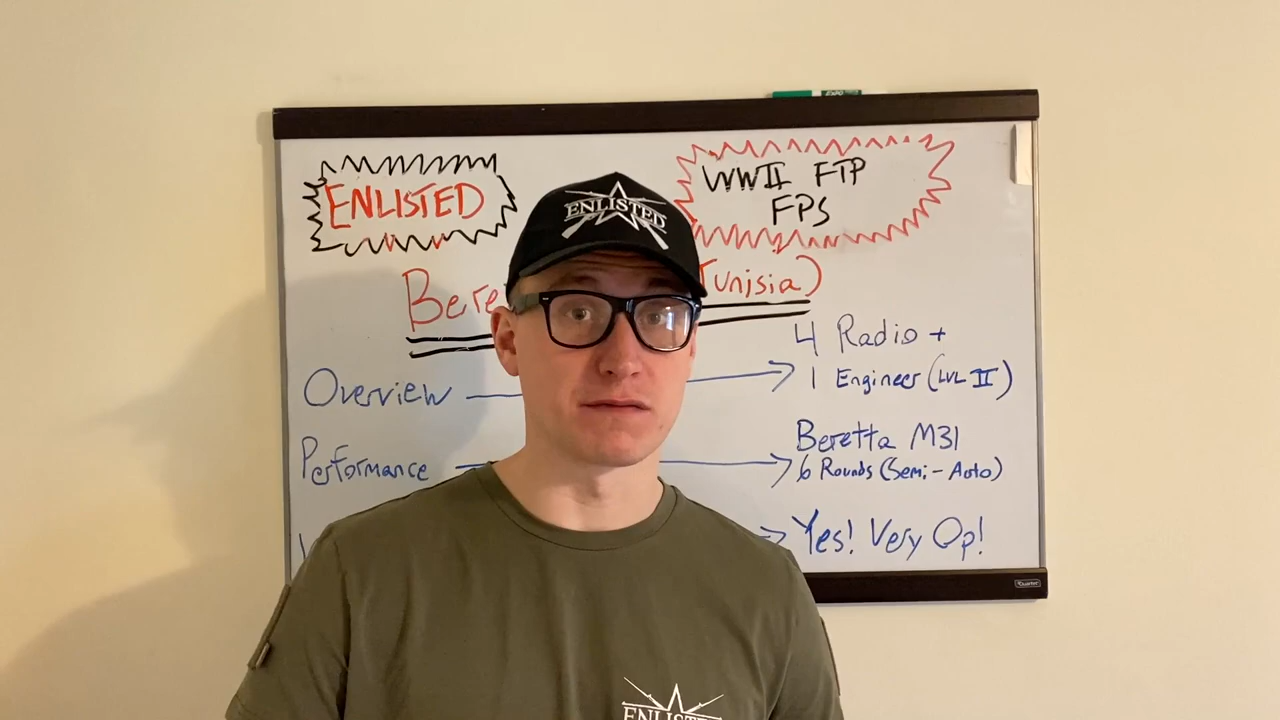 ENLISTED
WWII FTP
FPS
ENLISTED
Tunisia)
4 Radio +
Overview
1 Engineer (LVL II)
Beretta M31
Performance
6 Rounds (Semi-Auto)
Yes! Very Op!
Quartet
ENLISTED